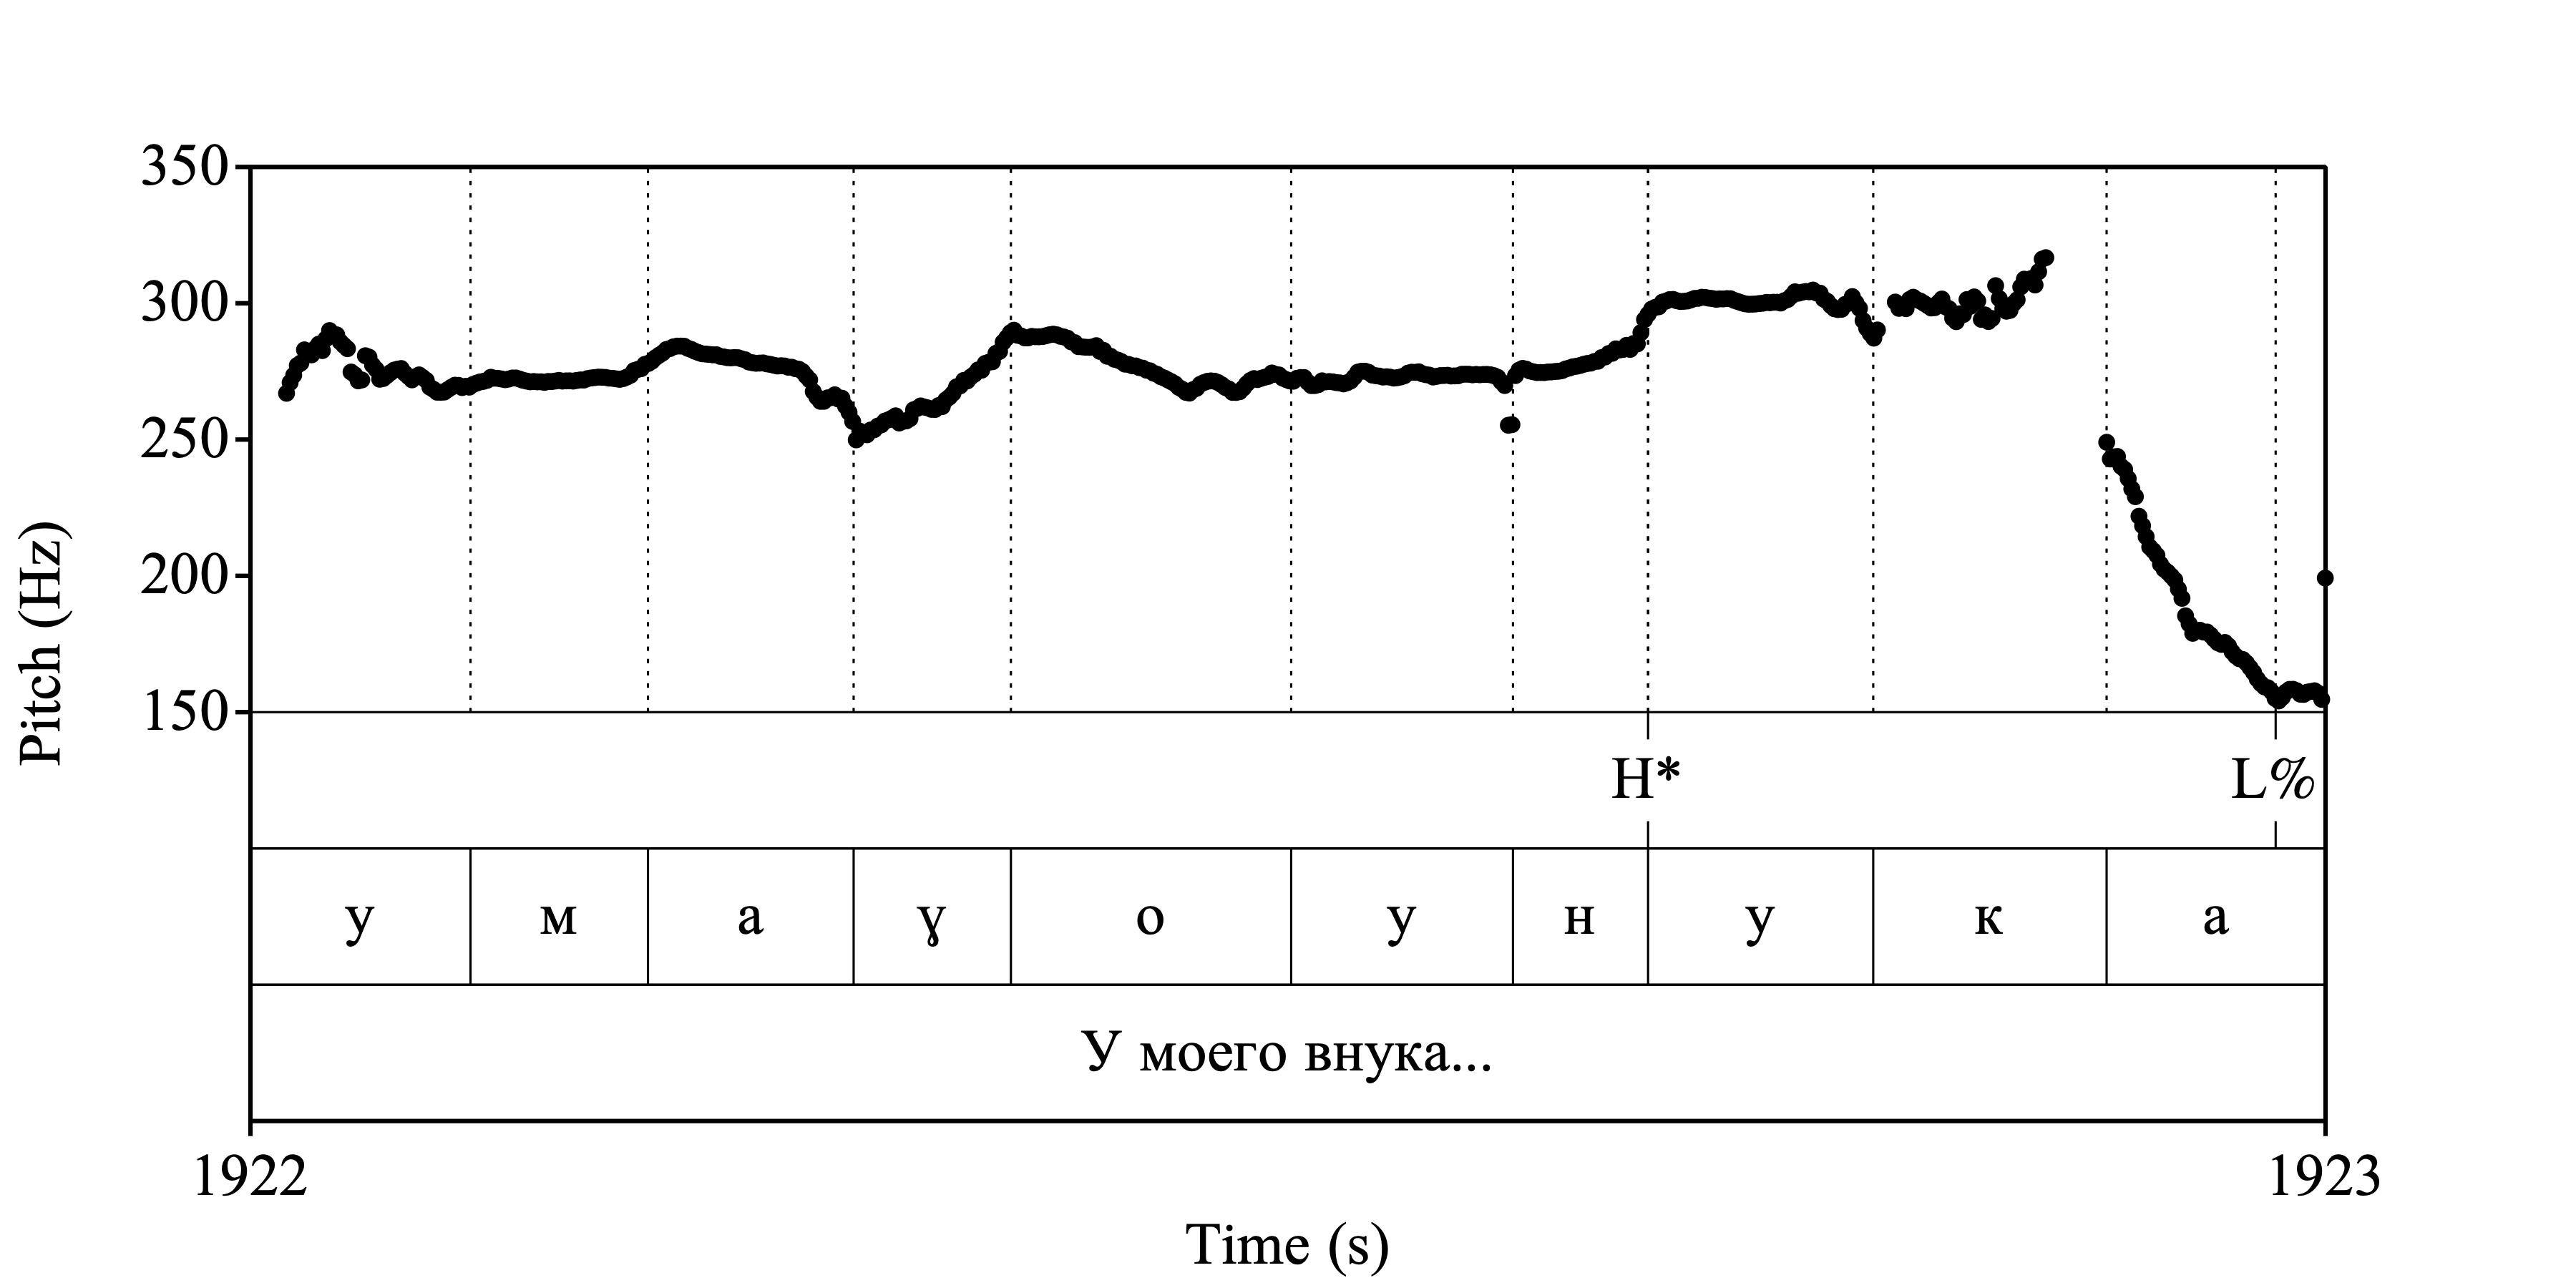 350
300
250
200
150
Pitch (Hz)
H* L%
у м а ɣ о у н у к а
У моего внука...
1922 1923
Time (s)